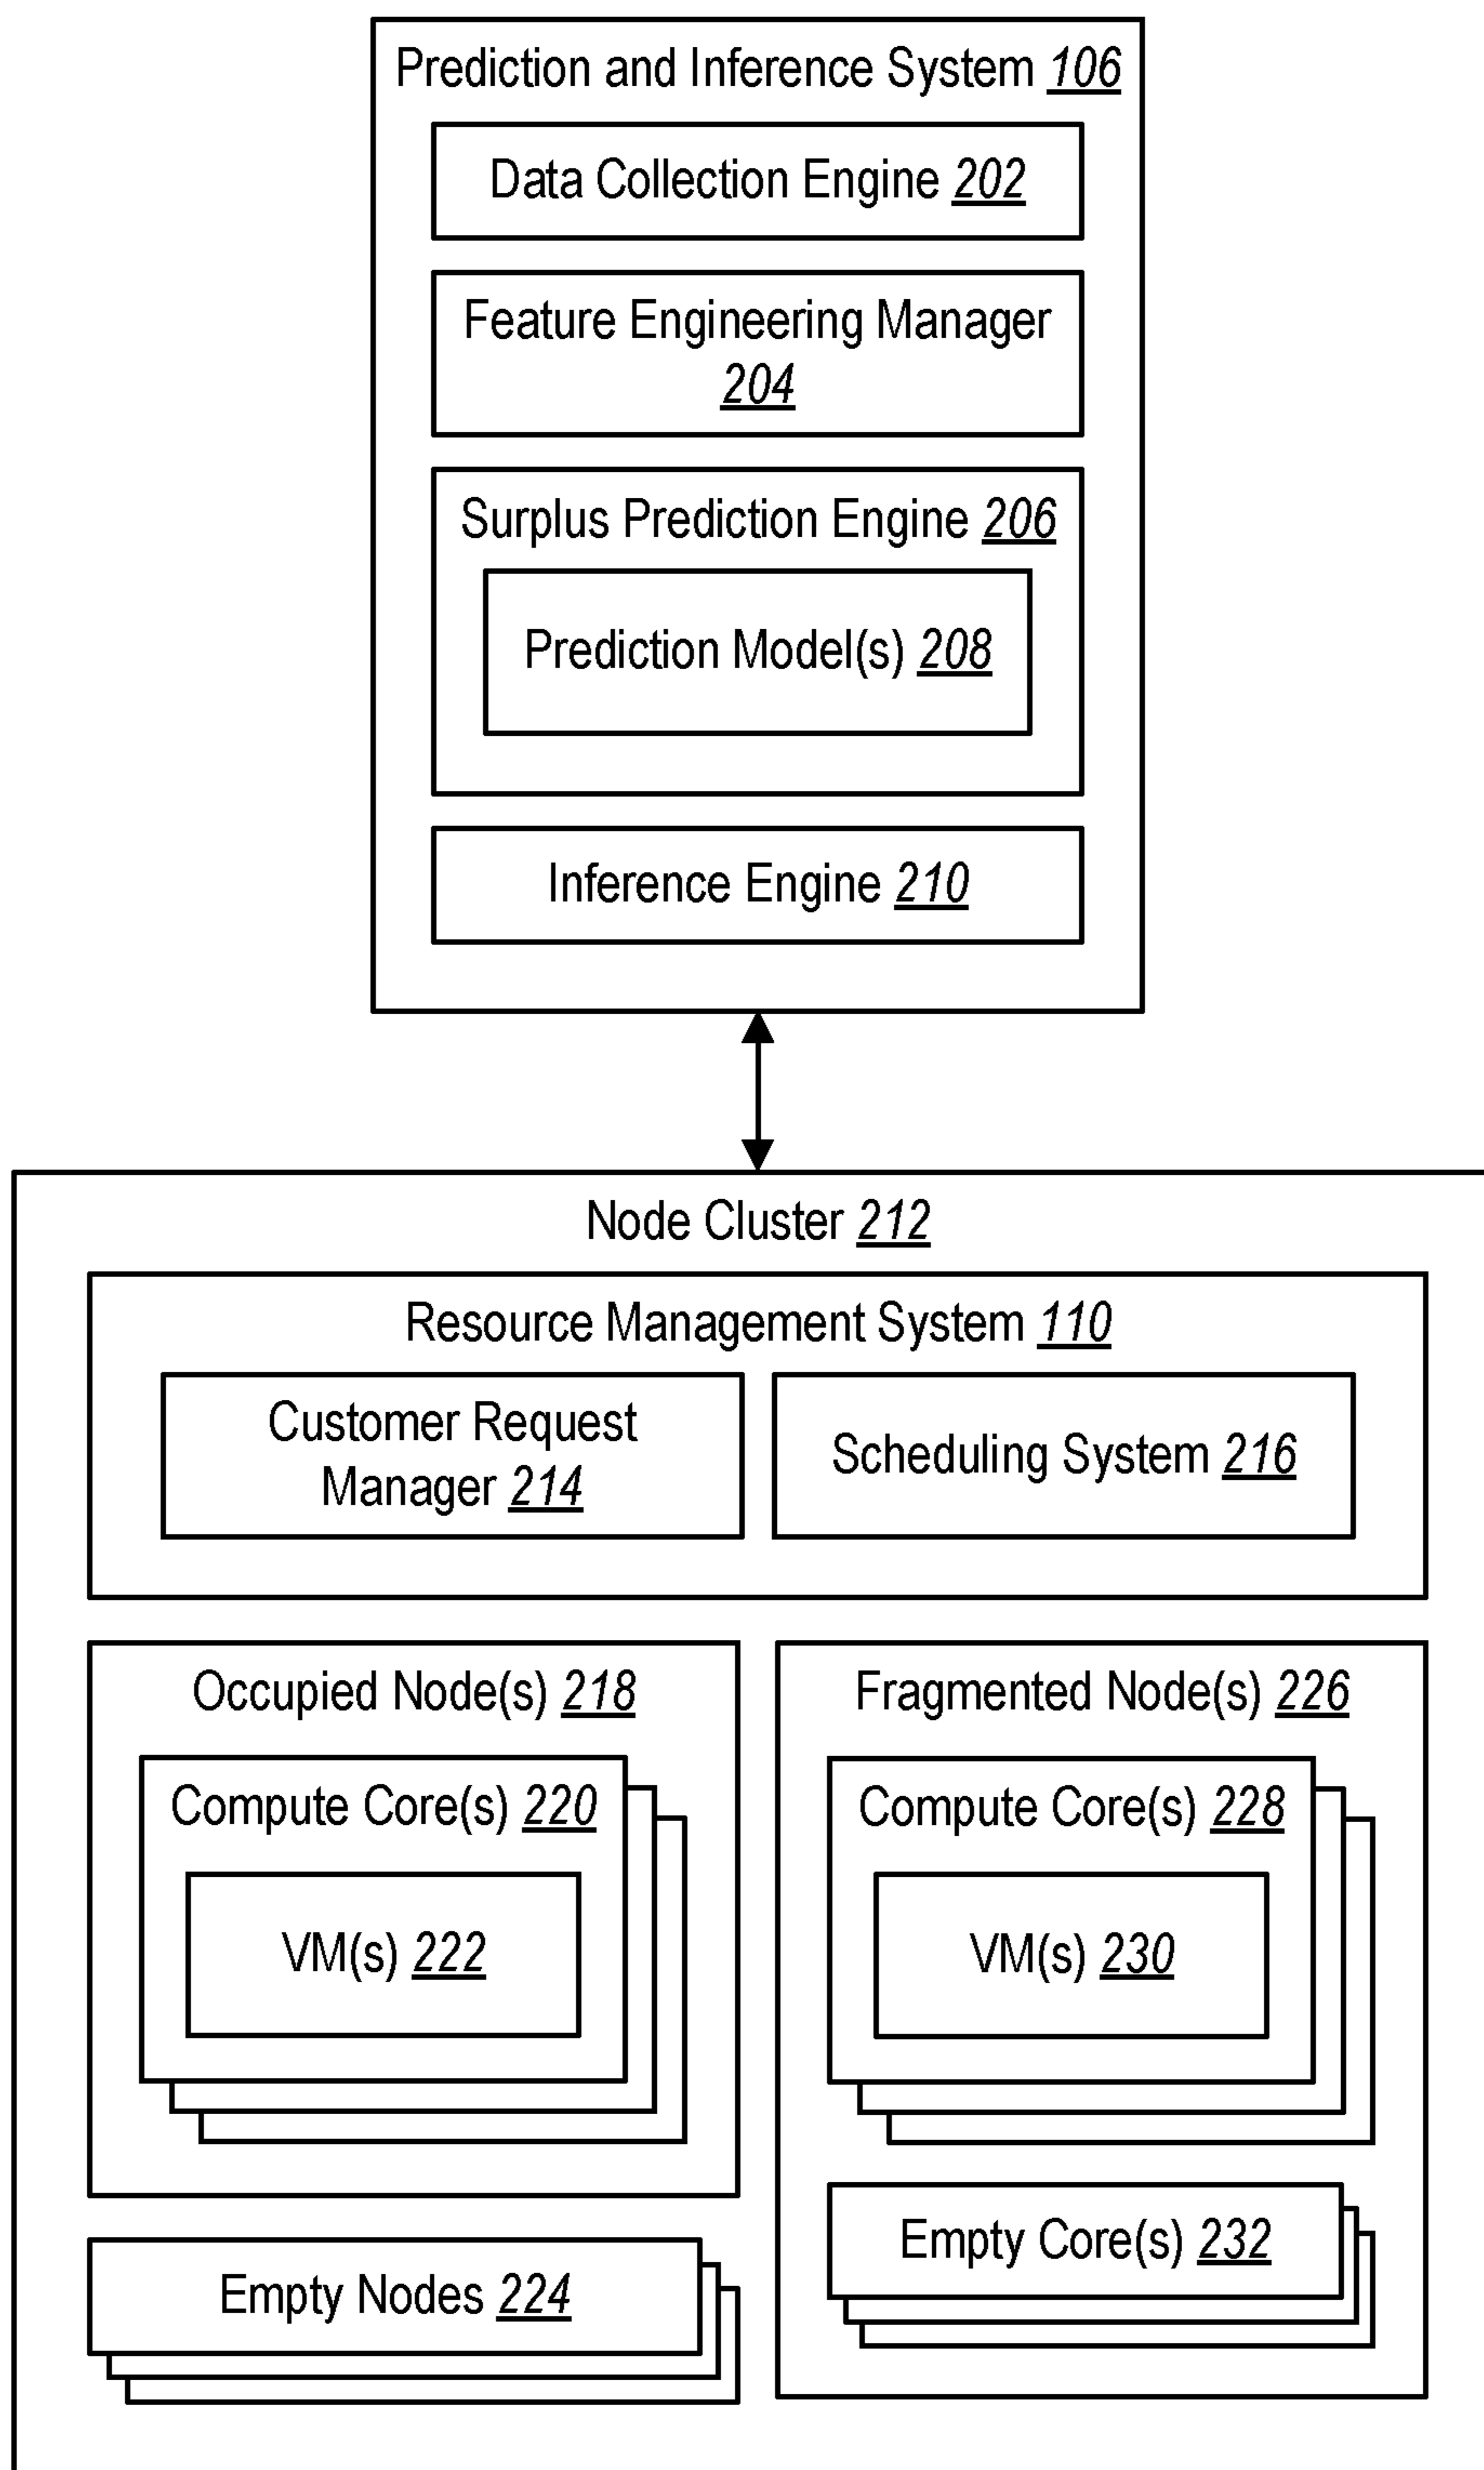 Prediction and Inference System 106
Data Collection Engine 202
Feature Engineering Manager
204
Surplus Prediction Engine 206
Prediction Model(s) 208
Inference Engine 210
Node Cluster 212
Resource Management System 110
Customer Request
Manager 214
Scheduling System 216
Occupied Node(s) 218
Compute Core(s) 220
VM(s) 222
Empty Nodes 224
Fragmented Node(s) 226
Compute Core(s) 228
VM(s) 230
Empty Core(s) 232